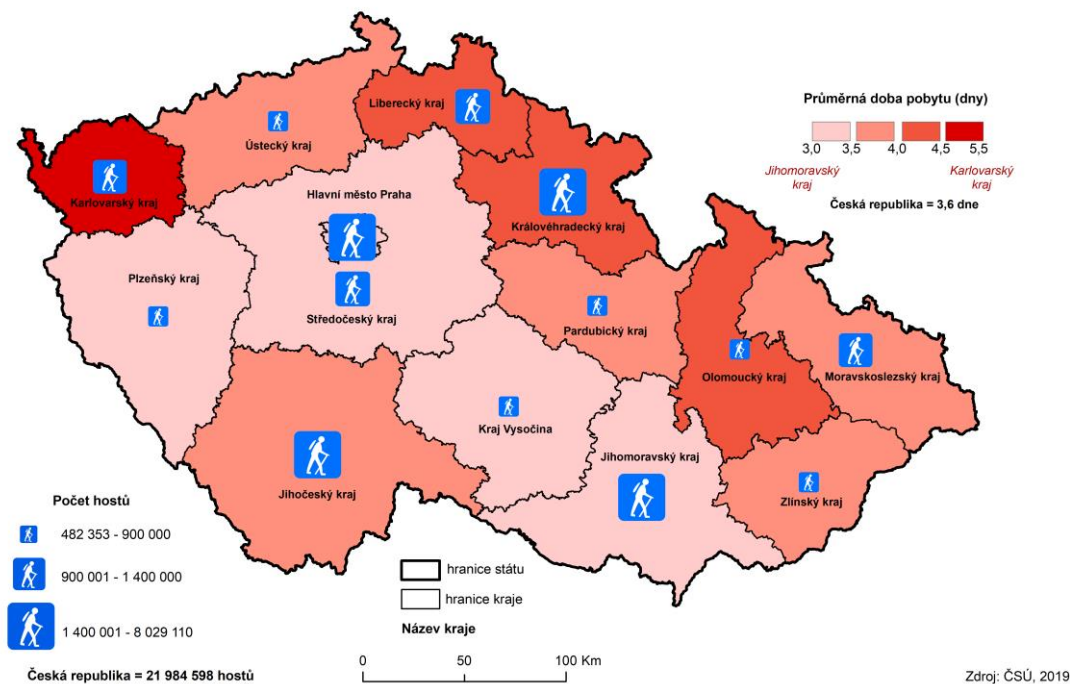 Liberecký kraj
Ústecký kraj
Karlovarský kraj
Hlavní město Praha
Královéhradecký kraj
Plzeňský kraj
Středočeský kraj
Pardubický kraj
Olomoucký kraj
Moravskoslezský kraj
Kraj Vysočina
Jihomoravský kraj
Jihočeský kraj
Zlínský kraj
Průměrná doba pobytu (dny)
3,0 3,5 4,0 4,5 5,5
Jihomoravský Karlovarský
kraj kraj
Česká republika = 3,6 dne
Počet hostů
482 353 - 900 000
900 001 - 1 400 000
1 400 001 - 8 029 110
Česká republika = 21 984 598 hostů
hranice státu
hranice kraje
Název kraje
0 50 100 Km
Zdroj: ČSÚ, 2019